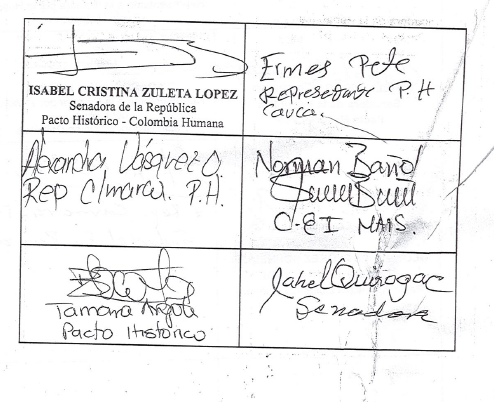 ISABEL CRISTINA ZULETA LOPEZ
Senadora de la República
Pacto Histórico - Colombia Humana
Ermes Pete
Representante P.H
Cauca.
Alexandra Vásquez O.
Rep C/marca. P.H.
Norman Bañol
C.EI MAIS.
Tamara Argote
Pacto Histórico
Jahel Quiroga C
Senadora